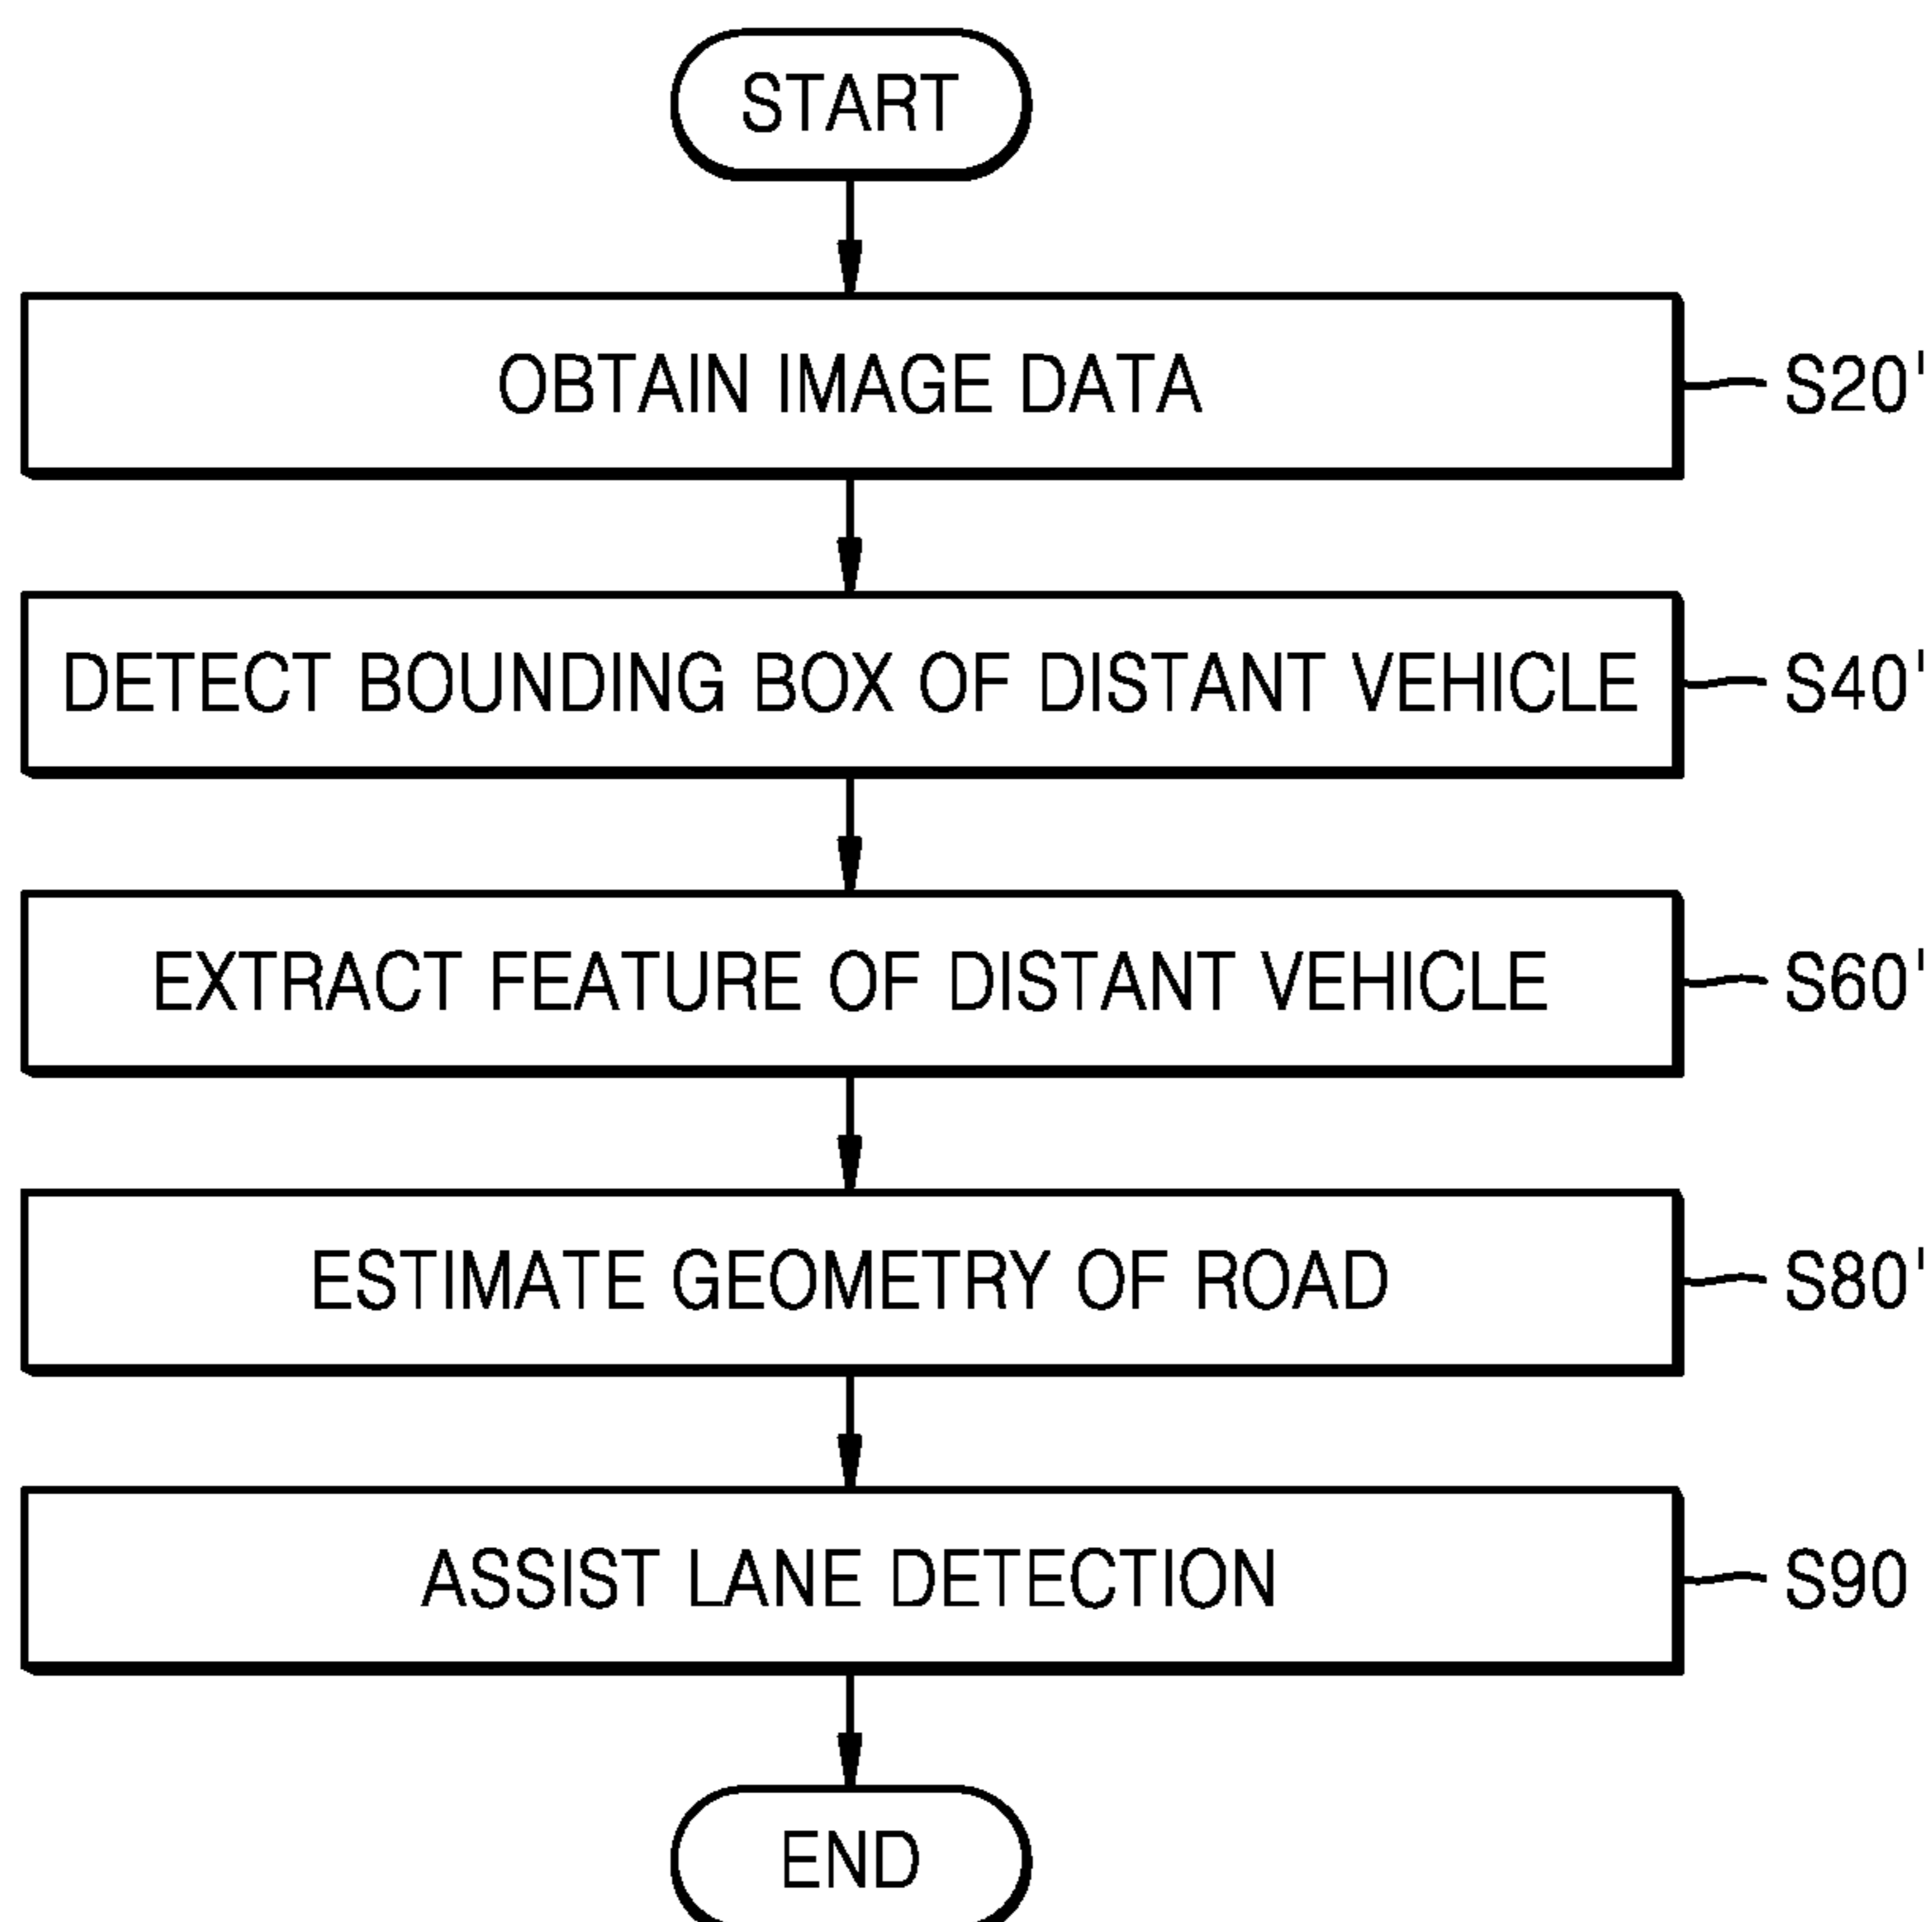 START
OBTAIN IMAGE DATA
S20'
DETECT BOUNDING BOX OF DISTANT VEHICLE
S40'
EXTRACT FEATURE OF DISTANT VEHICLE
S60'
ESTIMATE GEOMETRY OF ROAD
S80'
ASSIST LANE DETECTION
S90
END